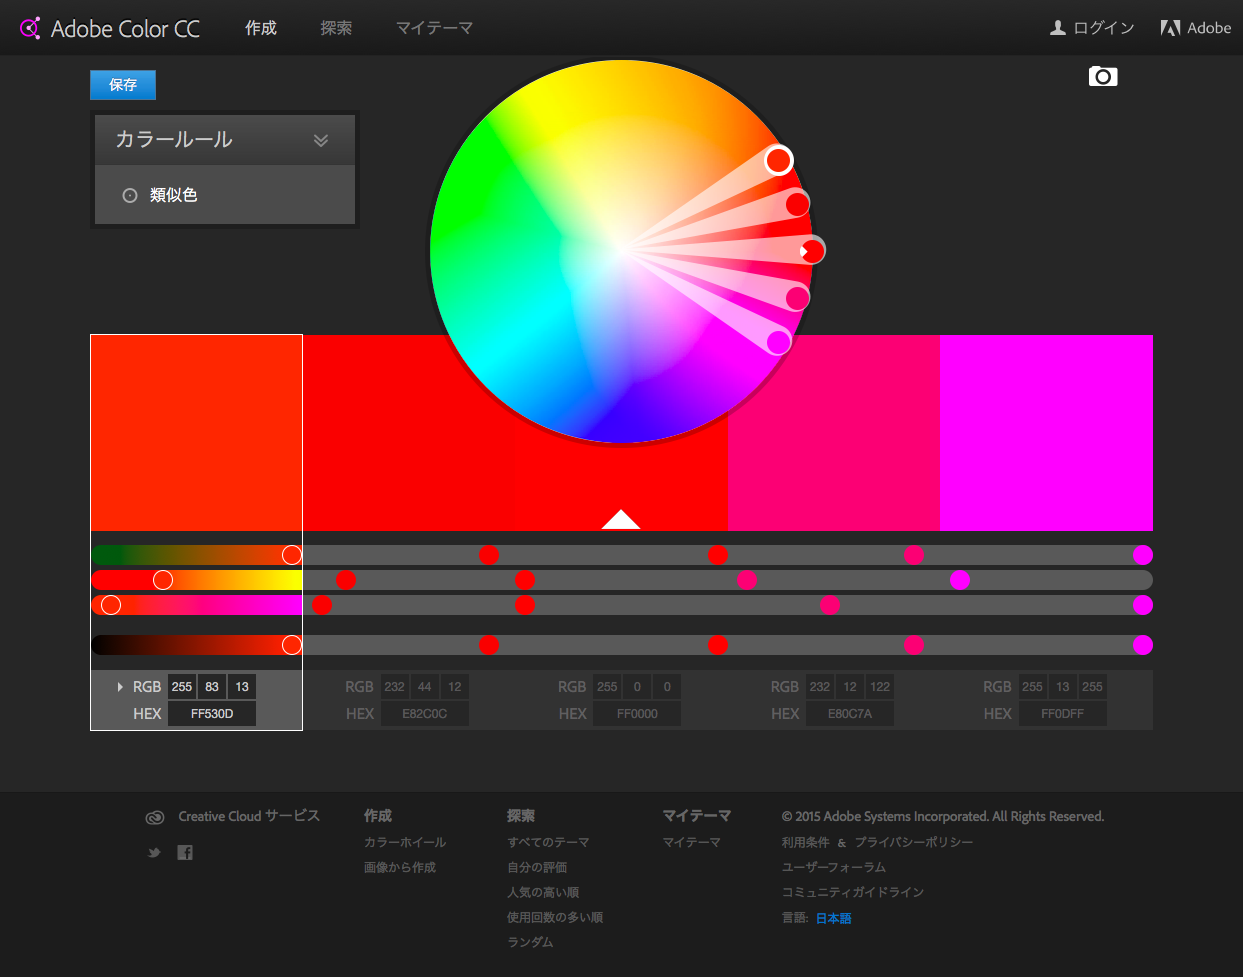 Adobe Color CC 作成 探索 マイテーマ ログイン Adobe
保存
カラールール
類似色
RGB 255 83 13 RGB 232 44 12 RGB 255 0 0 RGB 232 12 122 RGB 255 13 255
HEX FF530D HEX E82C0C HEX FF0000 HEX E80C7A HEX FF0DFF
Creative Cloud サービス 作成 探索 マイテーマ © 2015 Adobe Systems Incorporated. All Rights Reserved.
カラーホイール すべてのテーマ マイテーマ 利用条件 & プライバシーポリシー
画像から作成 自分の評価 ユーザーフォーラム
人気の高い順 コミュニティガイドライン
使用回数の多い順 言語: 日本語
ランダム